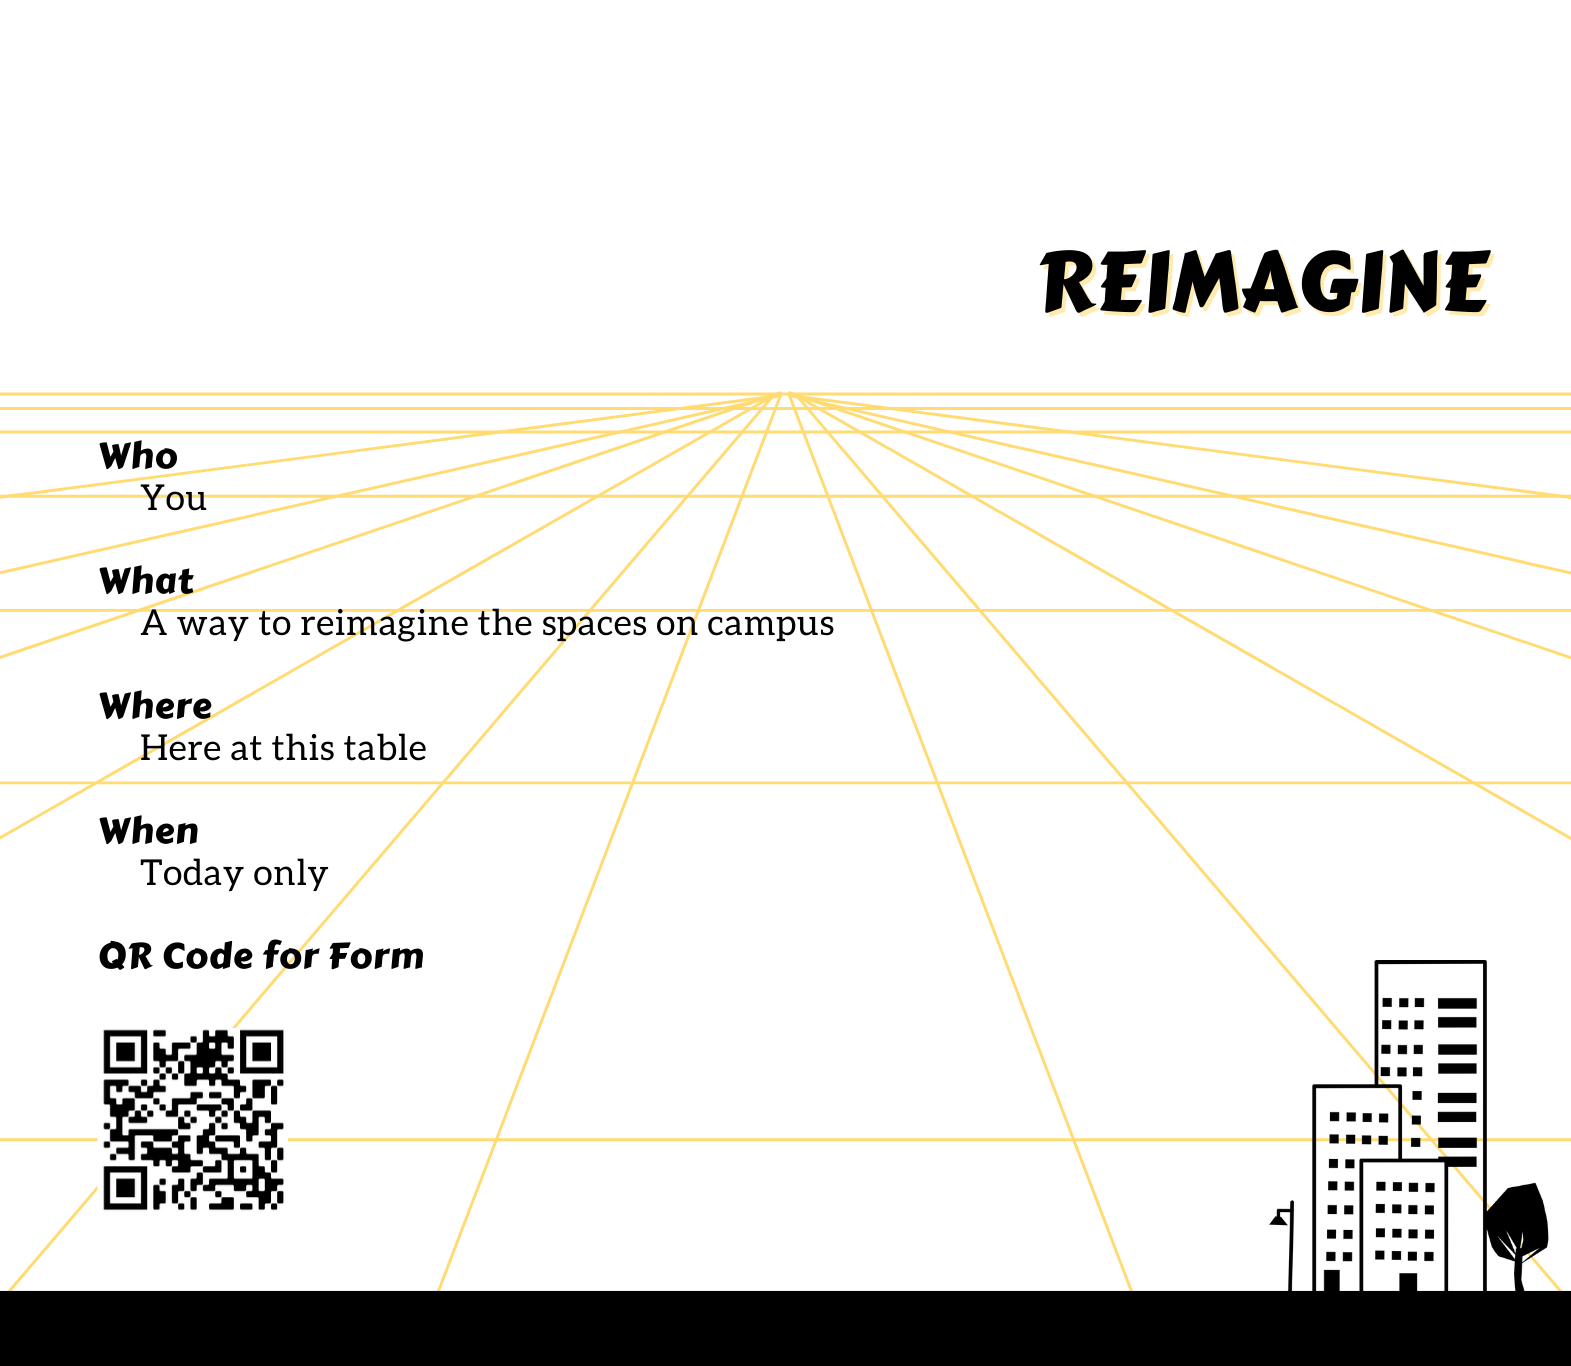 REIMAGINE
Who
You
What
A way to reimagine the spaces on campus
Where
Here at this table
When
Today only
QR Code for Form